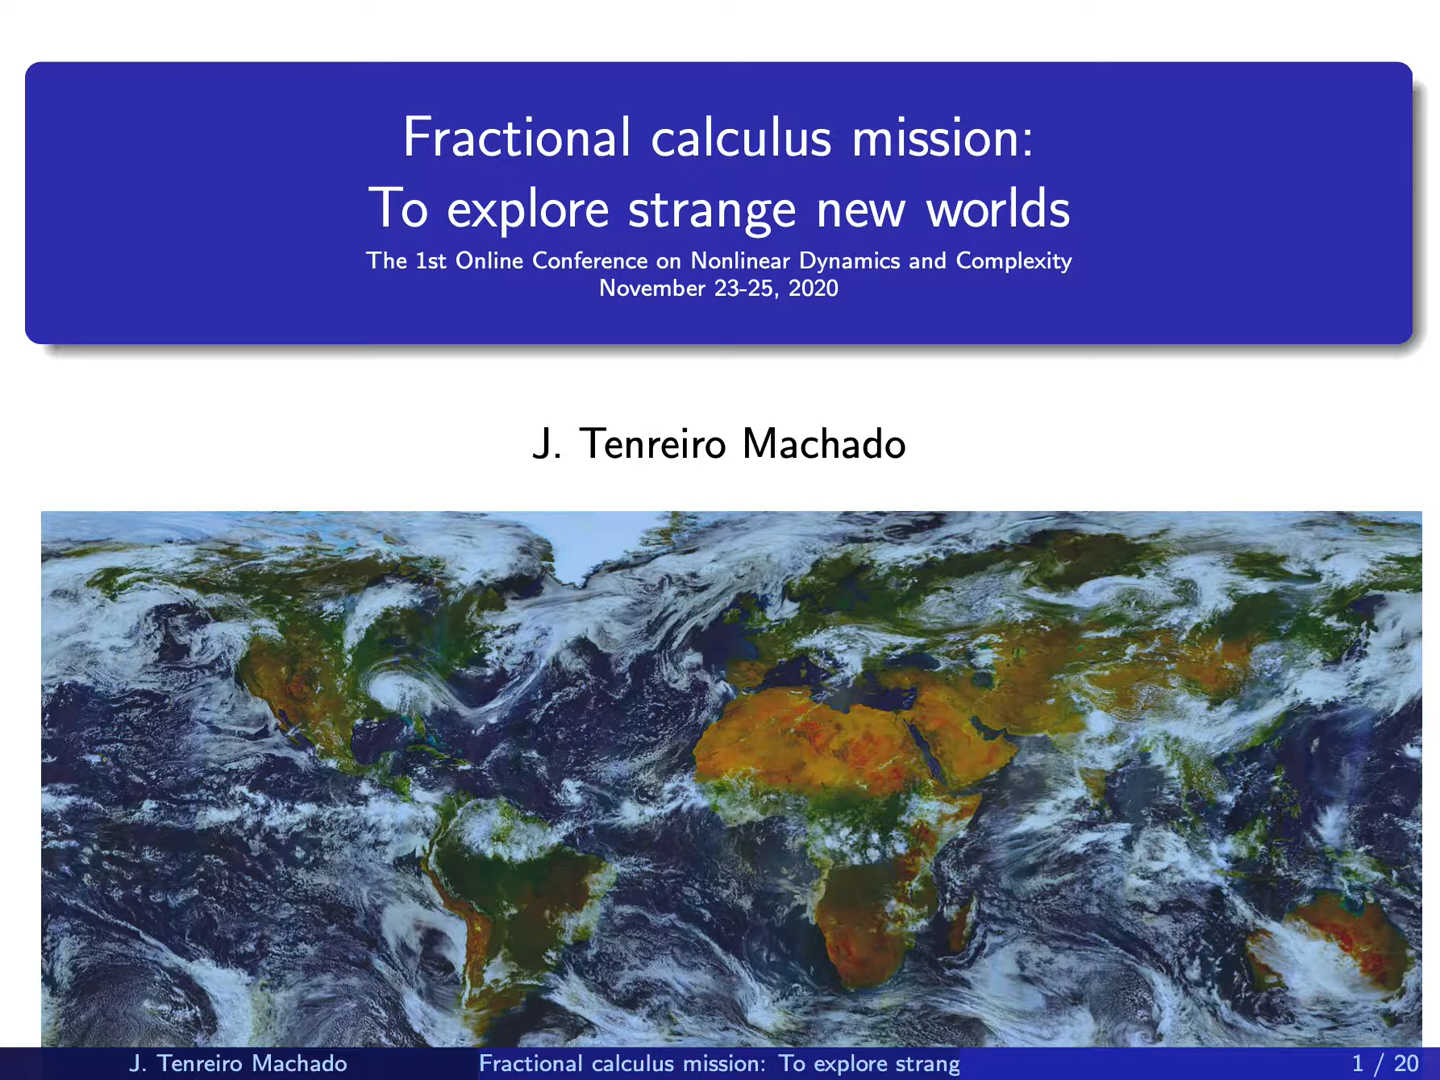 Fractional calculus mission:
To explore strange new worlds
The 1st Online Conference on Nonlinear Dynamics and Complexity
November 23-25, 2020
J. Tenreiro Machado
J. Tenreiro Machado
Fractional calculus mission: To explore strang
1 / 20